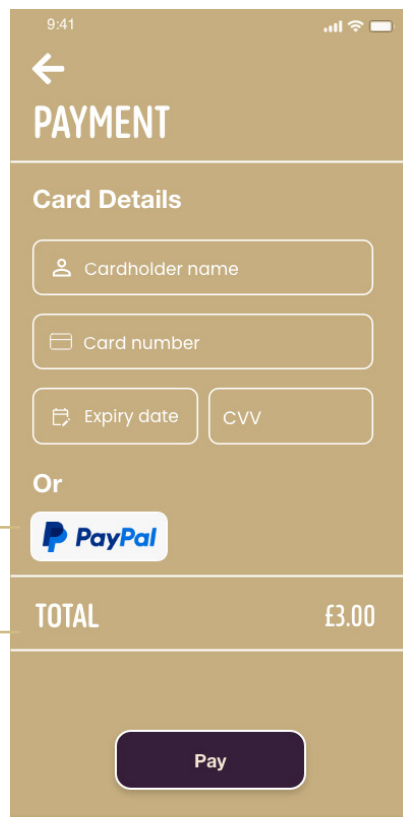 9:41
PAYMENT
Card Details
Cardholder name
Card number
Expiry date CVV
Or
PayPal
TOTAL £3.00
Pay